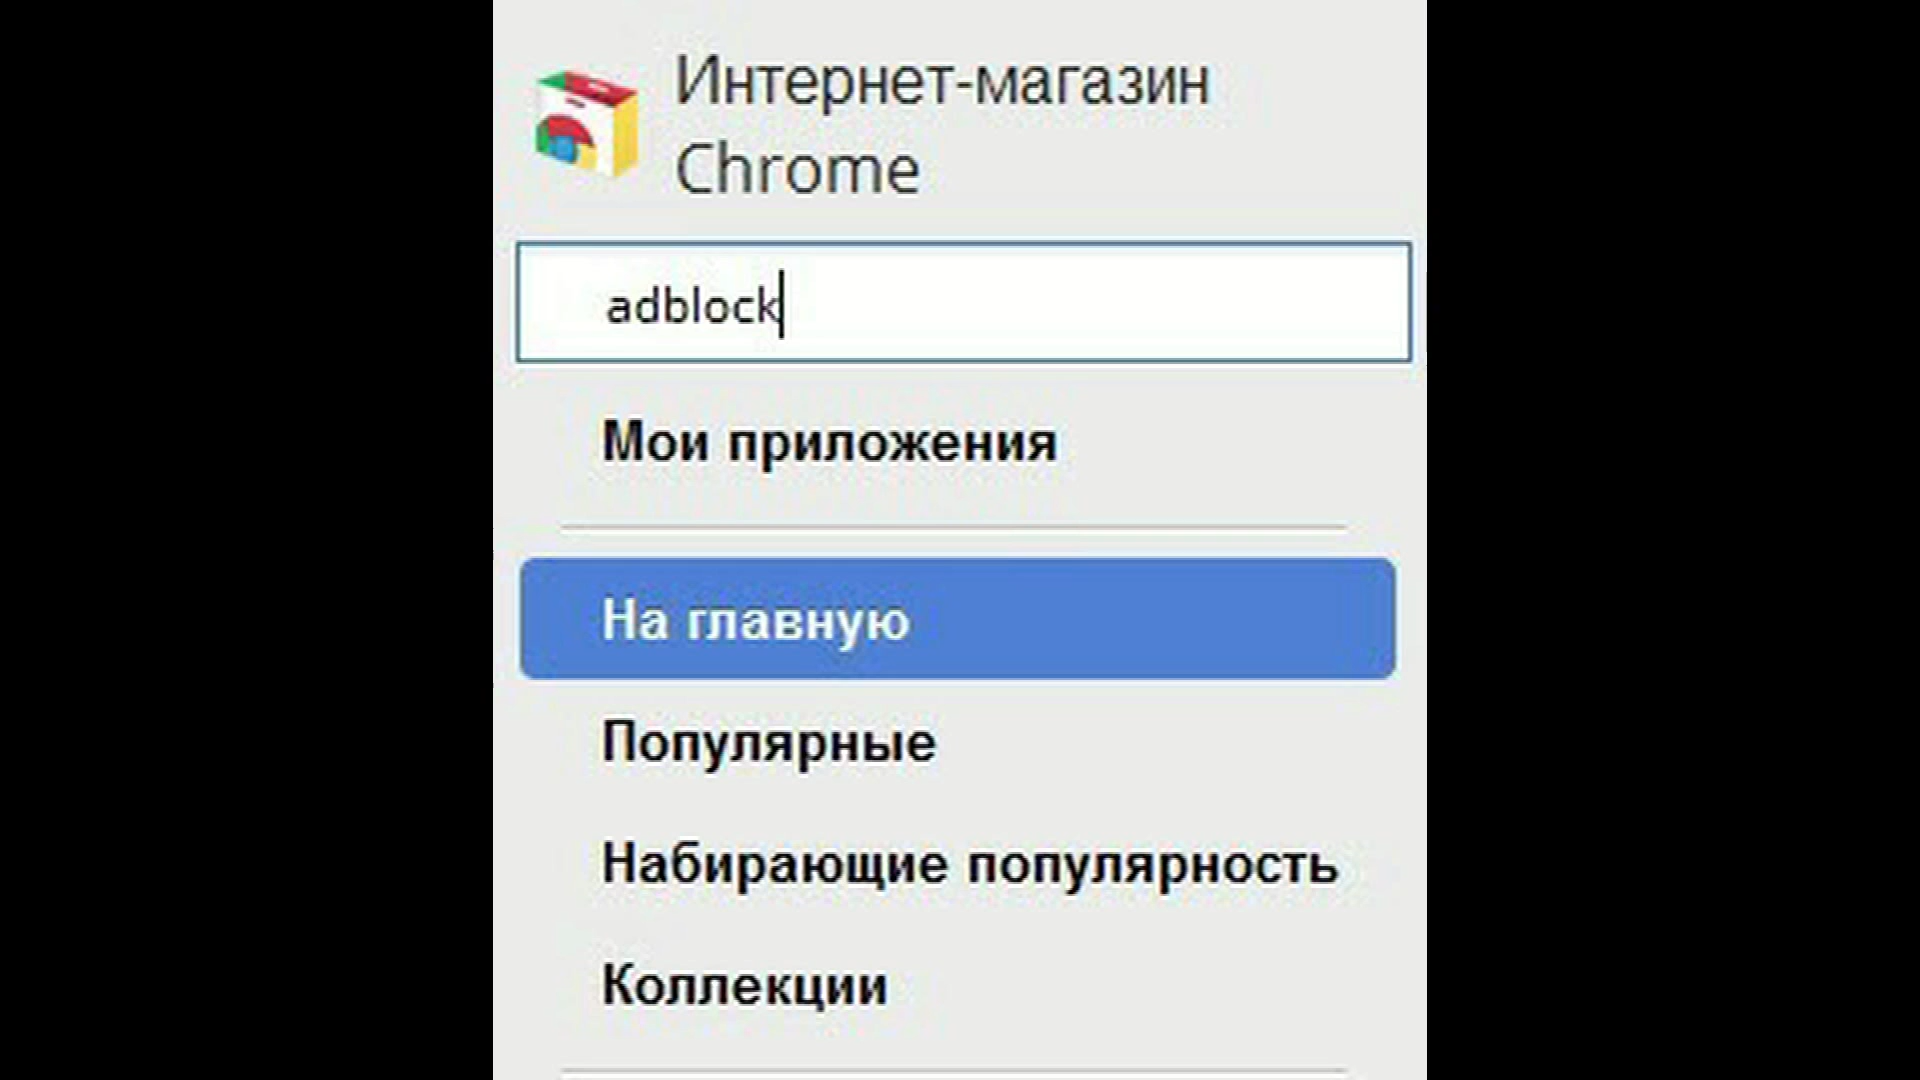 Интернет-магазин
Chrome
adblock
Мои приложения
На главную
Популярные
Набирающие популярность
Коллекции